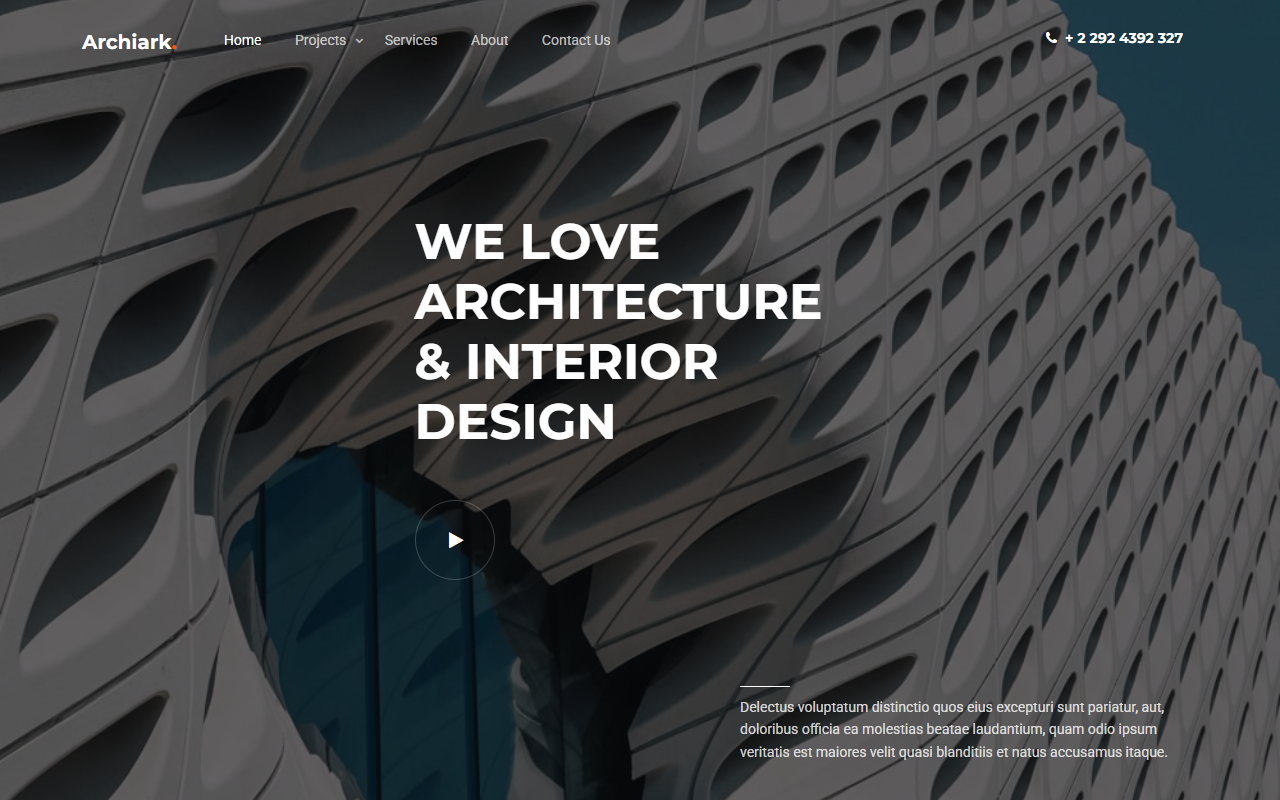 Archiark.
Home
Projects
Services
About
Contact Us
+ 2 292 4392 327
WE LOVE
ARCHITECTURE
& INTERIOR
DESIGN
Delectus voluptatum distinctio quos eius excepturi sunt pariatur, aut,
doloribus officia ea molestias beatae laudantium, quam odio ipsum
veritatis est maiores velit quasi blanditiis et natus accusamus itaque.